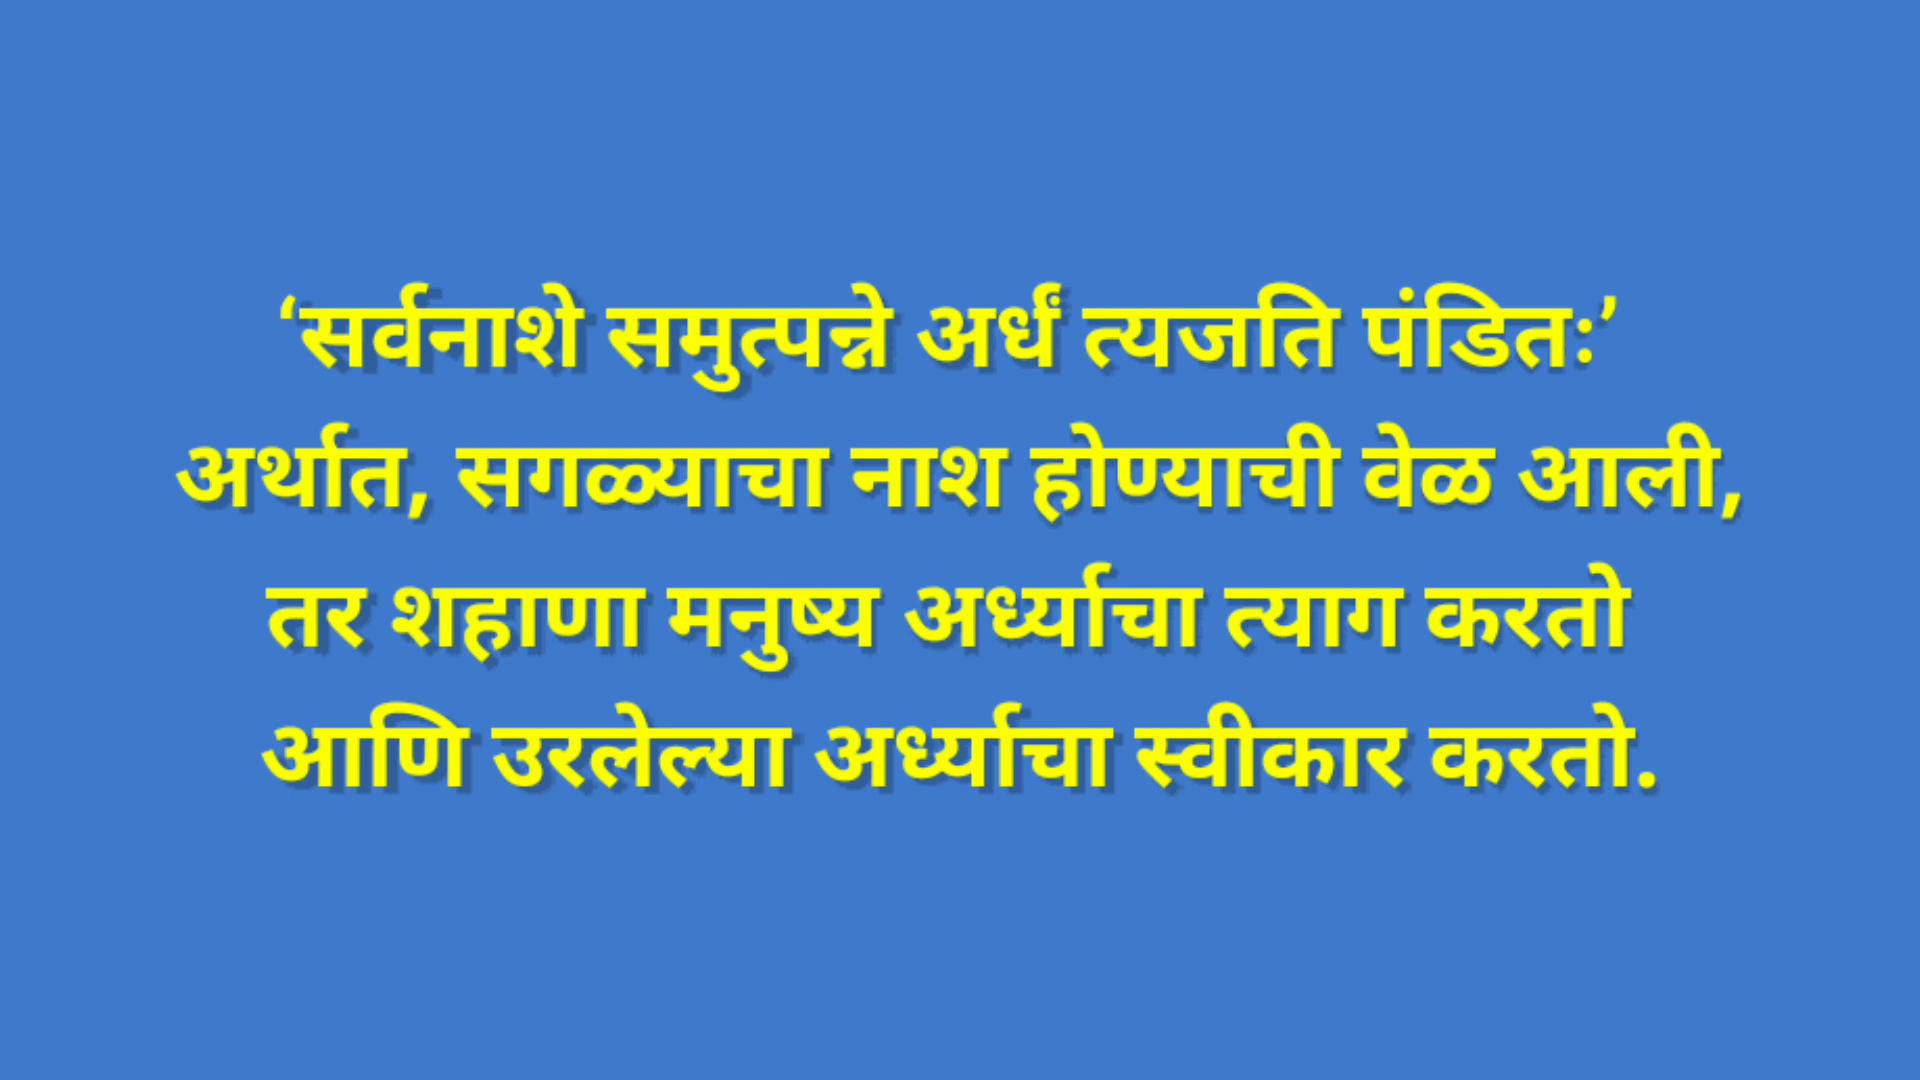 ‘सर्वनाशे समुत्पन्ने अर्धं त्यजति पंडितः’
अर्थात, सगळ्याचा नाश होण्याची वेळ आली,
तर शहाणा मनुष्य अर्ध्याचा त्याग करतो
आणि उरलेल्या अर्ध्याचा स्वीकार करतो.